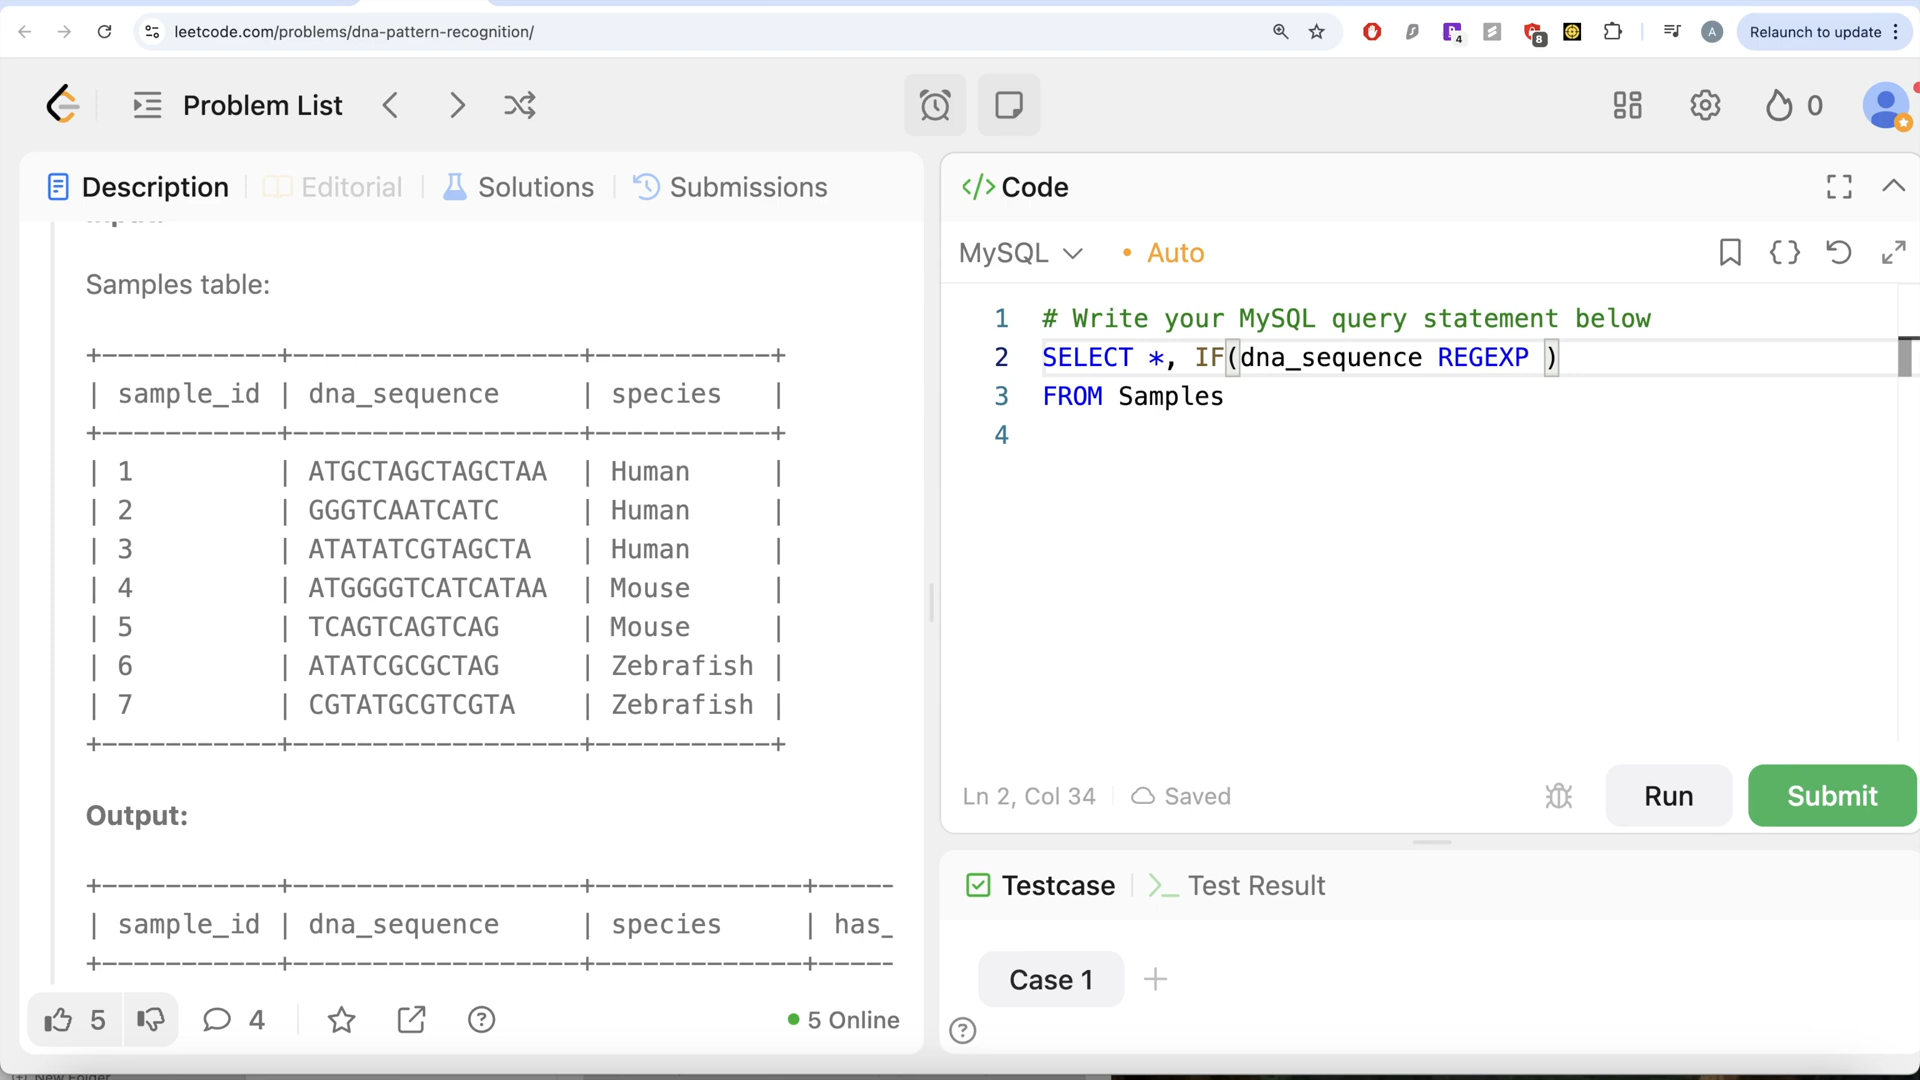 leetcode.com/problems/dna-pattern-recognition/
4
8
A
Relaunch to update
Problem List
0
Description
Editorial
Solutions
Submissions
Samples table:
+-----------+------------------+-----------+
| sample_id | dna_sequence | species |
+-----------+------------------+-----------+
| 1 | ATGCTAGCTAGCTAA | Human |
| 2 | GGGTCAATCATC | Human |
| 3 | ATATATCGTAGCTA | Human |
| 4 | ATGGGGTCATCATAA | Mouse |
| 5 | TCAGTCAGTCAG | Mouse |
| 6 | ATATCGCGCTAG | Zebrafish |
| 7 | CGTATGCGTCGTA | Zebrafish |
+-----------+------------------+-----------+
Output:
+-----------+------------------+-------------+-----
| sample_id | dna_sequence | species | has_
+-----------+------------------+-------------+-----
5
4
5 Online
</> Code
MySQL
Auto
1 # Write your MySQL query statement below
2 SELECT *, IF(dna_sequence REGEXP )
3 FROM Samples
4
Ln 2, Col 34
Saved
Run
Submit
Testcase
Test Result
Case 1